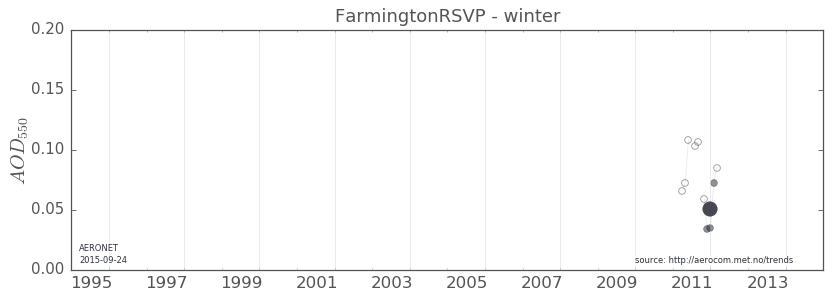 FarmingtonRSVP - winter
0.20
0.15
0.10
0.05
0.00
AOD550
AERONET
2015-09-24
source: http://aerocom.met.no/trends
1995 1997 1999 2001 2003 2005 2007 2009 2011 2013